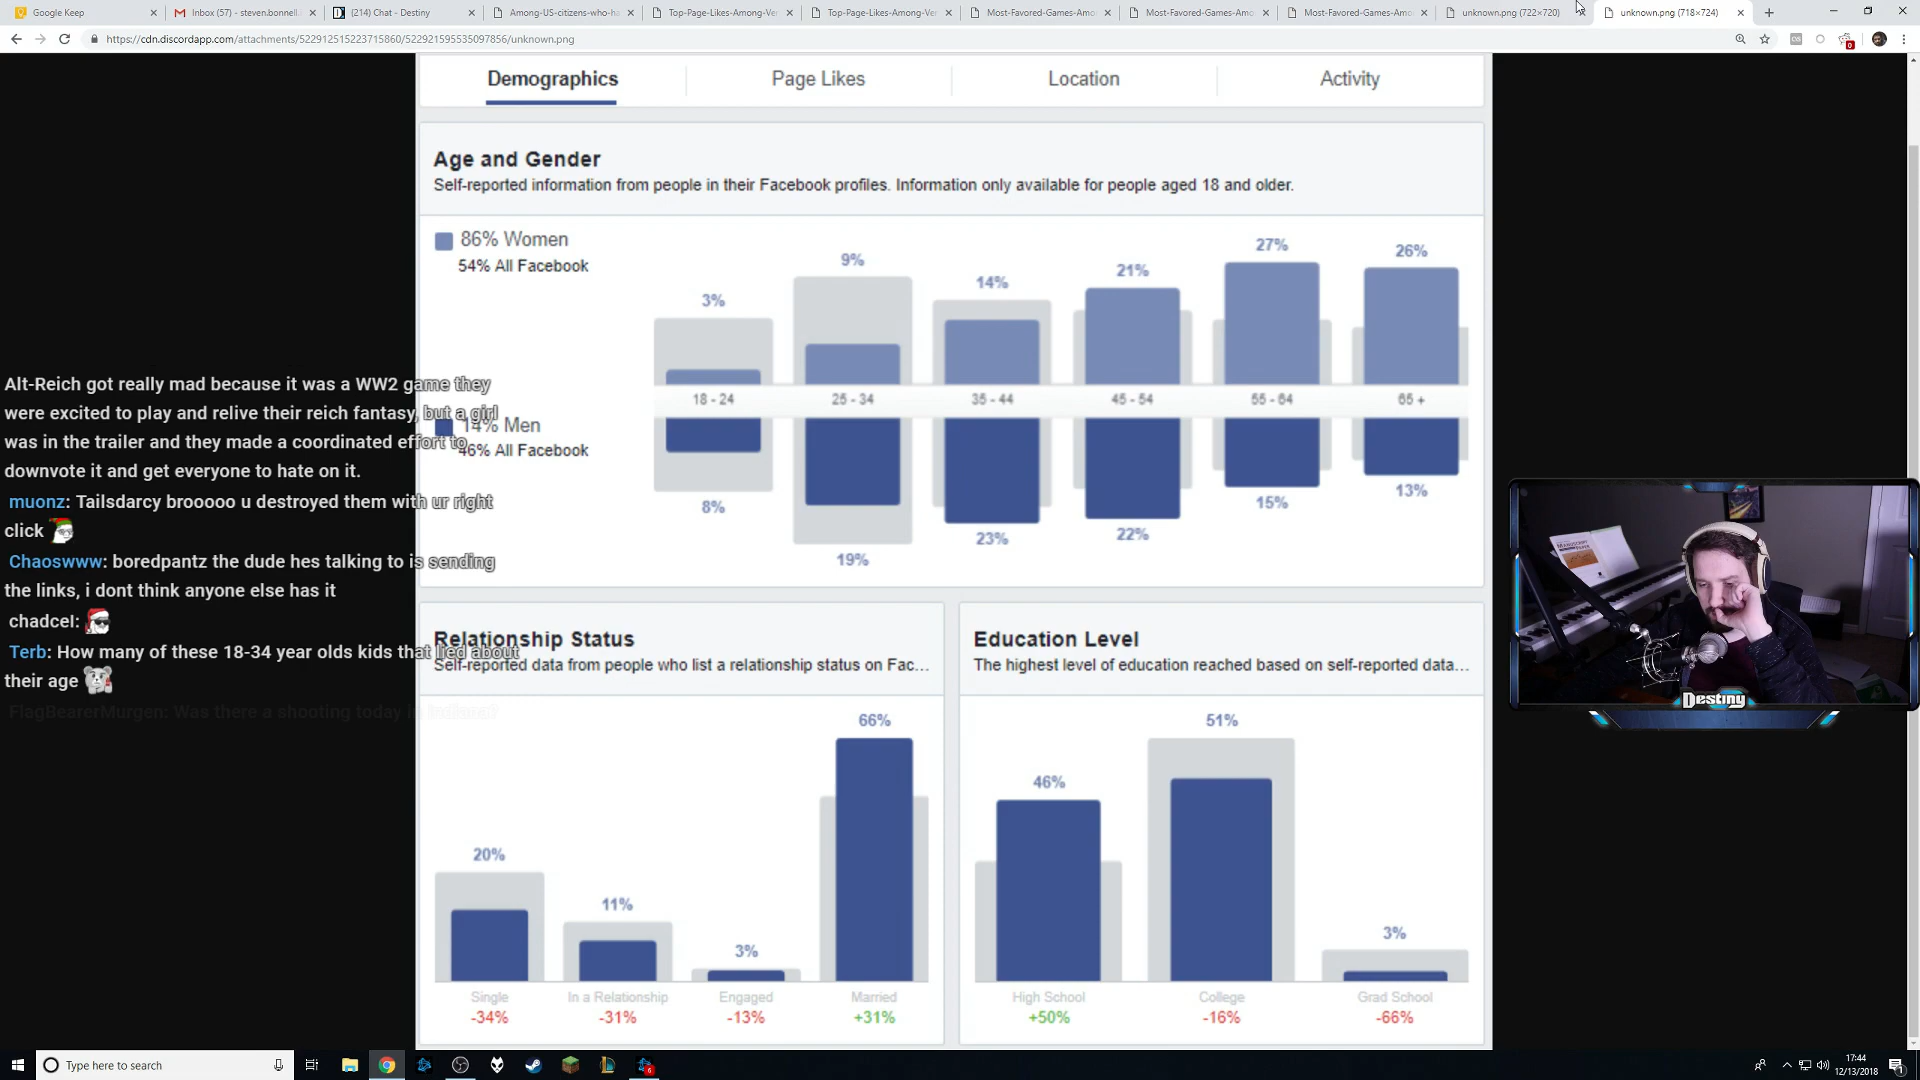 Google Keep
Inbox (57) - steven.bonnell.i
(214) Chat - Destiny
Among-US-citizens-who-ha
Top-Page-Likes-Among-Ver
Top-Page-Likes-Among-Ver
Most-Favored-Games-Amo
Most-Favored-Games-Amo
Most-Favored-Games-Amo
unknown.png (722×720)
unknown.png (718×724)
https://cdn.discordapp.com/attachments/522912515223715860/522921595535097856/unknown.png
Demographics
Page Likes
Location
Activity
Age and Gender
Self-reported information from people in their Facebook profiles. Information only available for people aged 18 and older.
86% Women
54% All Facebook
3%
9%
14%
21%
27%
26%
18 - 24
25 - 34
35 - 44
45 - 54
55 - 64
65 +
14% Men
46% All Facebook
8%
19%
23%
22%
15%
13%
Alt-Reich got really mad because it was a WW2 game they
were excited to play and relive their reich fantasy, but a girl
was in the trailer and they made a coordinated effort to
downvote it and get everyone to hate on it.
muonz: Tailsdarcy brooooo u destroyed them with ur right
click
Chaoswww: boredpantz the dude hes talking to is sending
the links, i dont think anyone else has it
chadcel:
Terb: How many of these 18-34 year olds kids that lied about
their age
FlagBearerMurgen: Was there a shooting today in
Relationship Status
Self-reported data from people who list a relationship status on Fac...
66%
20%
11%
3%
Single
In a Relationship
Engaged
Married
-34%
-31%
-13%
+31%
Education Level
The highest level of education reached based on self-reported data...
46%
51%
3%
High School
College
Grad School
+50%
-16%
-66%
Destiny
Type here to search
17:44
12/13/2018